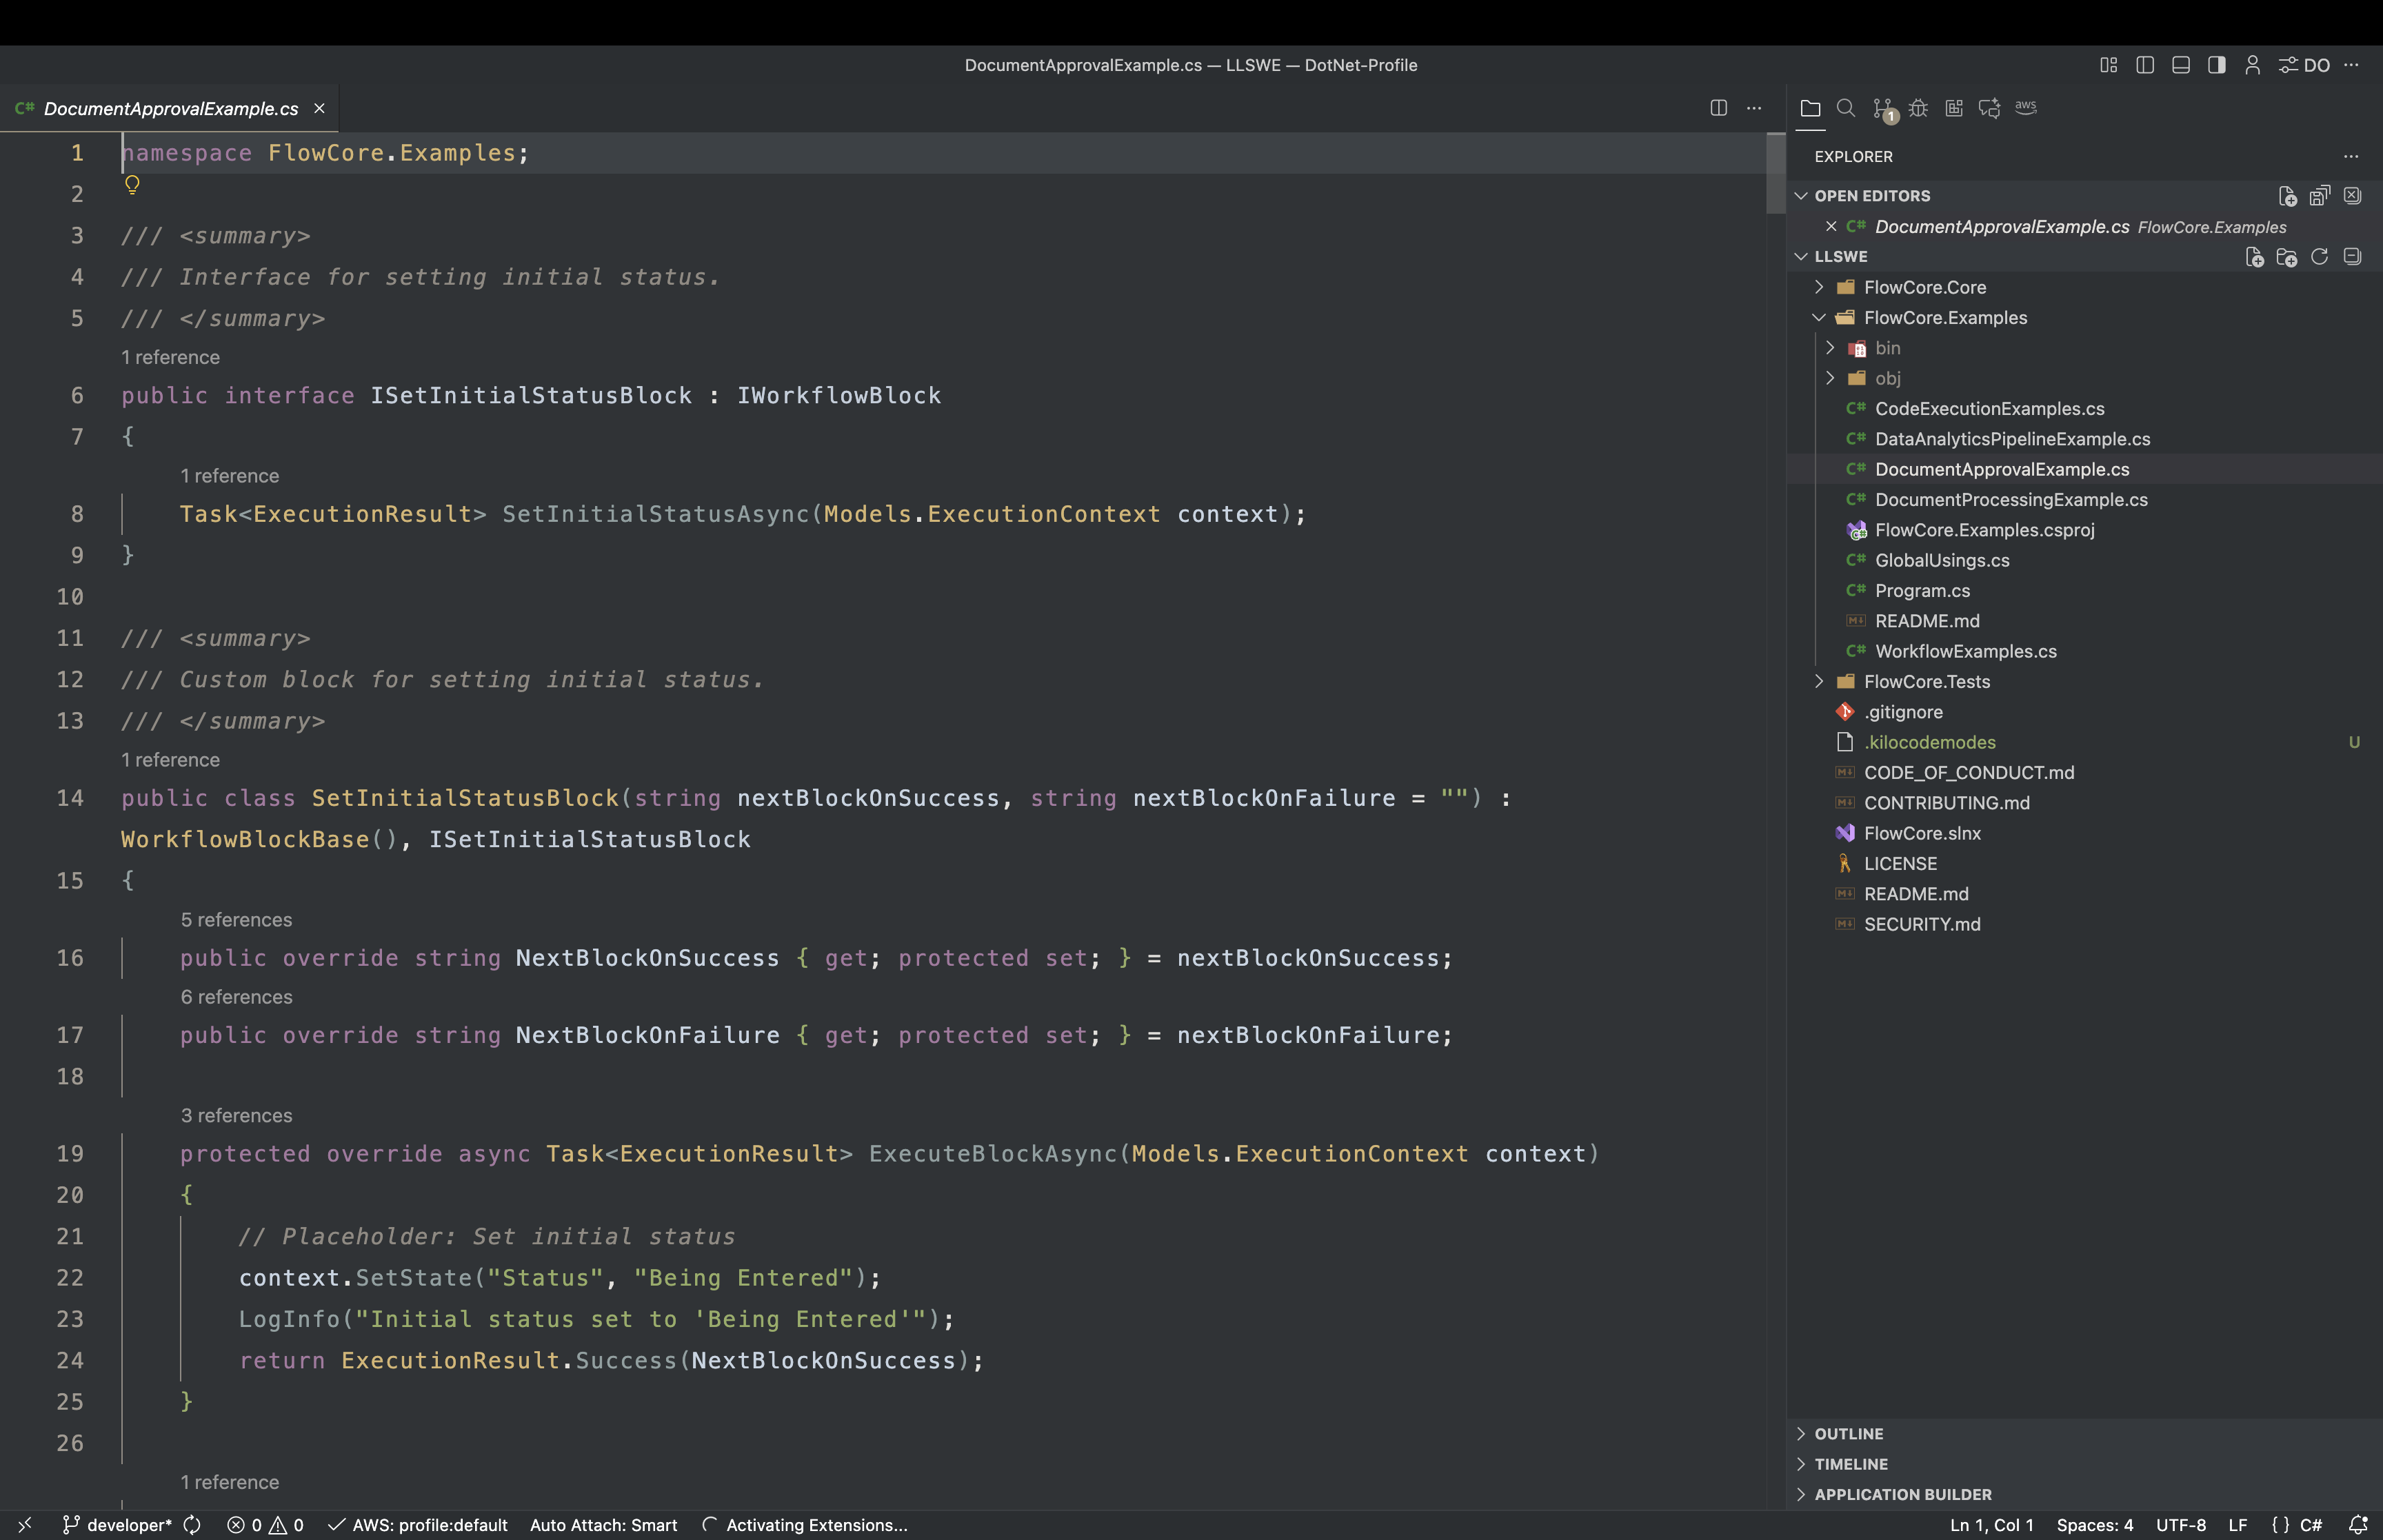 DocumentApprovalExample.cs — LLSWE — DotNet-Profile
DO
C# DocumentApprovalExample.cs
1 namespace FlowCore.Examples;
2
3 /// <summary>
4 /// Interface for setting initial status.
5 /// </summary>
1 reference
6 public interface ISetInitialStatusBlock : IWorkflowBlock
7 {
1 reference
8 Task<ExecutionResult> SetInitialStatusAsync(Models.ExecutionContext context);
9 }
10
11 /// <summary>
12 /// Custom block for setting initial status.
13 /// </summary>
1 reference
14 public class SetInitialStatusBlock(string nextBlockOnSuccess, string nextBlockOnFailure = "") :
WorkflowBlockBase(), ISetInitialStatusBlock
15 {
5 references
16 public override string NextBlockOnSuccess { get; protected set; } = nextBlockOnSuccess;
6 references
17 public override string NextBlockOnFailure { get; protected set; } = nextBlockOnFailure;
18
3 references
19 protected override async Task<ExecutionResult> ExecuteBlockAsync(Models.ExecutionContext context)
20 {
21 // Placeholder: Set initial status
22 context.SetState("Status", "Being Entered");
23 LogInfo("Initial status set to 'Being Entered'");
24 return ExecutionResult.Success(NextBlockOnSuccess);
25 }
26
1 reference
1
aws
EXPLORER
OPEN EDITORS
C# DocumentApprovalExample.cs FlowCore.Examples
LLSWE
FlowCore.Core
FlowCore.Examples
bin
obj
C# CodeExecutionExamples.cs
C# DataAnalyticsPipelineExample.cs
C# DocumentApprovalExample.cs
C# DocumentProcessingExample.cs
FlowCore.Examples.csproj
C# GlobalUsings.cs
C# Program.cs
README.md
C# WorkflowExamples.cs
FlowCore.Tests
.gitignore
.kilocodemodes U
CODE_OF_CONDUCT.md
CONTRIBUTING.md
FlowCore.slnx
LICENSE
README.md
SECURITY.md
OUTLINE
TIMELINE
APPLICATION BUILDER
developer* 0 0 AWS: profile:default Auto Attach: Smart Activating Extensions... Ln 1, Col 1 Spaces: 4 UTF-8 LF { } C#